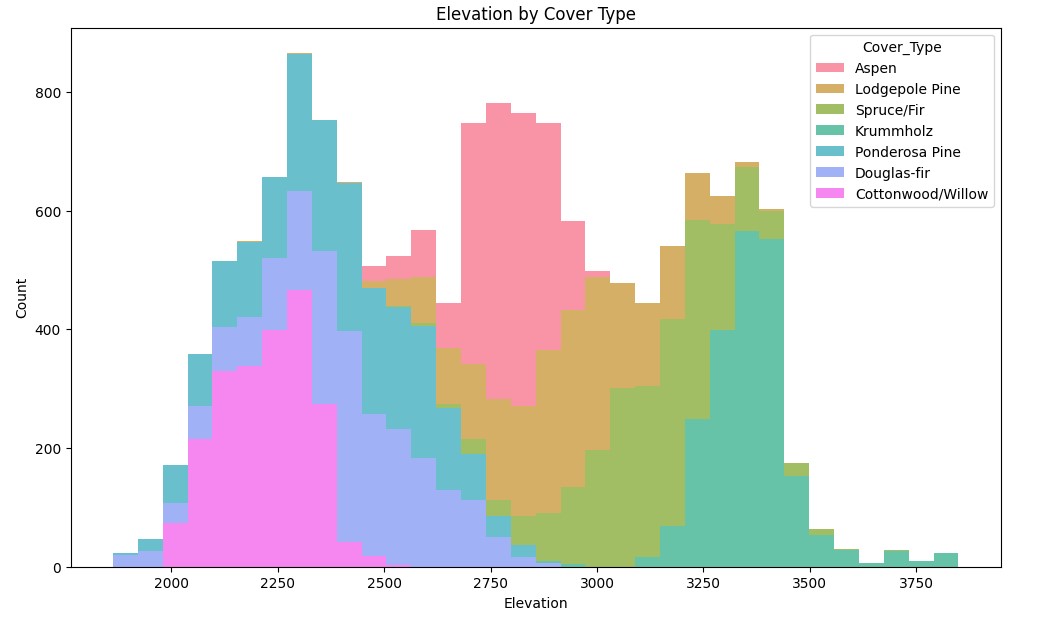 Elevation by Cover Type
Cover_Type
Aspen
Lodgepole Pine
Spruce/Fir
Krummholz
Ponderosa Pine
Douglas-fir
Cottonwood/Willow
Count
800
600
400
200
0
2000 2250 2500 2750 3000 3250 3500 3750
Elevation